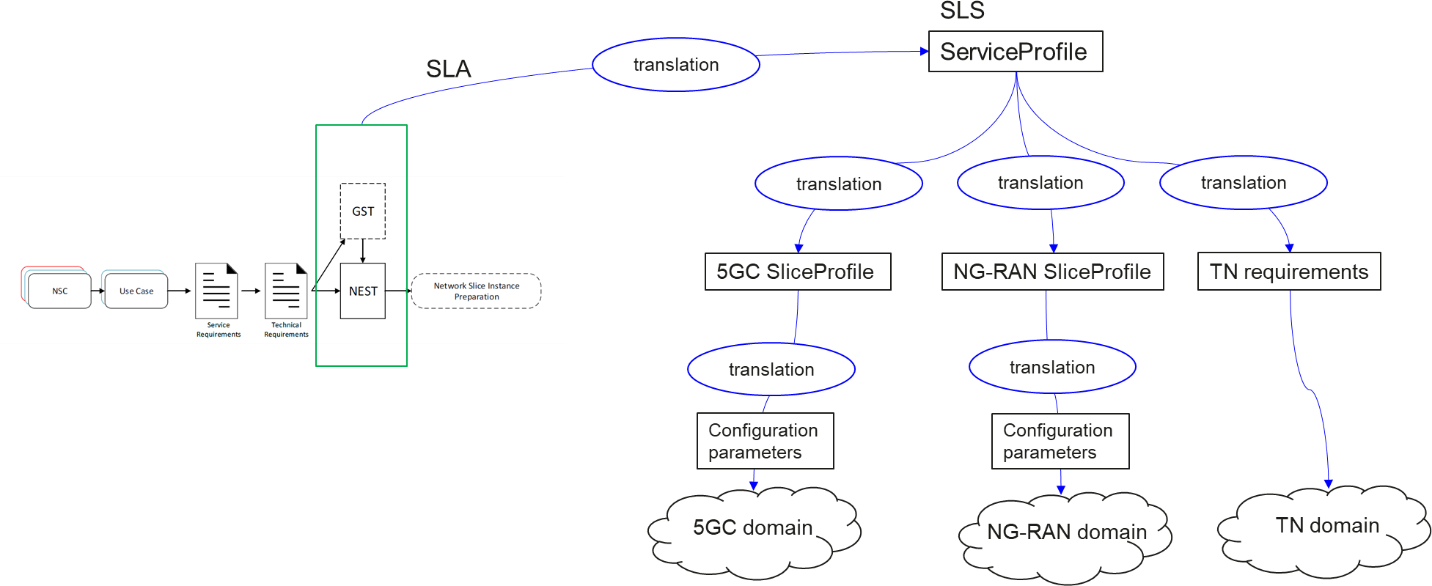 SLS
ServiceProfile
translation
SLA
translation
translation
translation
GST
5GC SliceProfile
NG-RAN SliceProfile
TN requirements
NSC
Use Case
NEST
Network Slice Instance
Preparation
Service
Requirements
Technical
Requirements
translation
translation
Configuration
parameters
Configuration
parameters
5GC domain
NG-RAN domain
TN domain